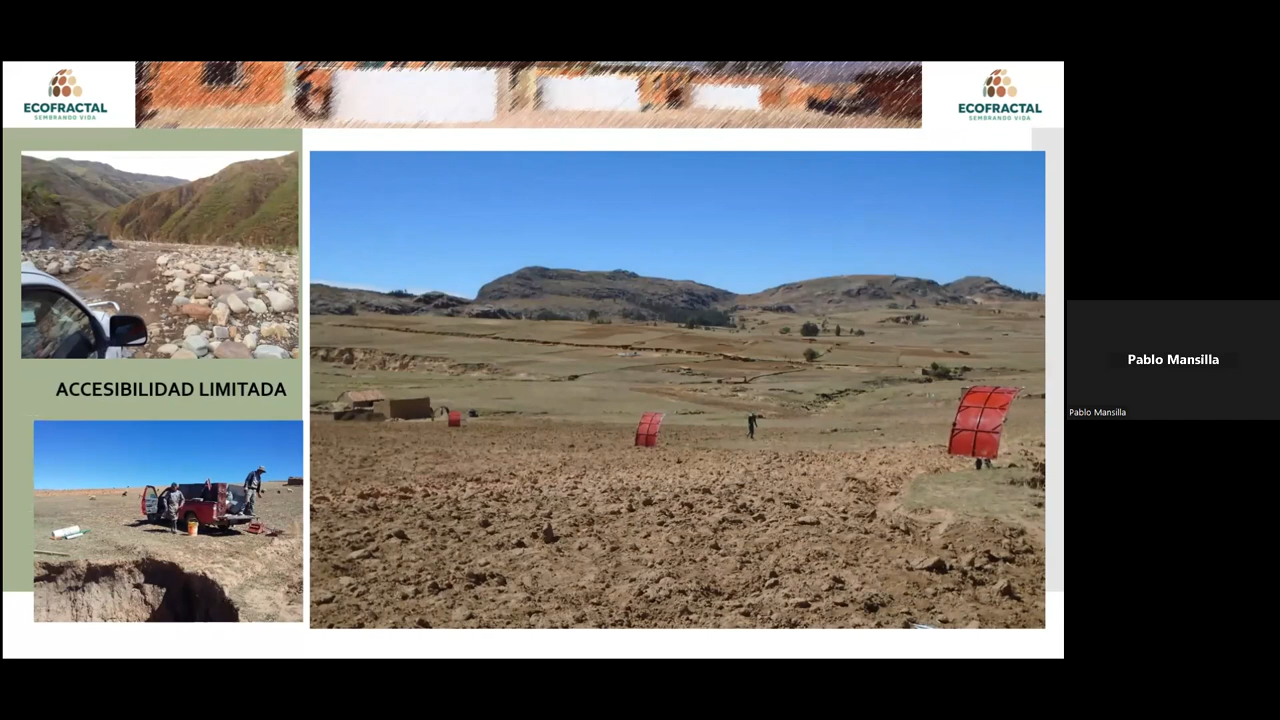 ECOFRACTAL
SEMBRANDO VIDA
ECOFRACTAL
SEMBRANDO VIDA
ACCESIBILIDAD LIMITADA
Pablo Mansilla
Pablo Mansilla